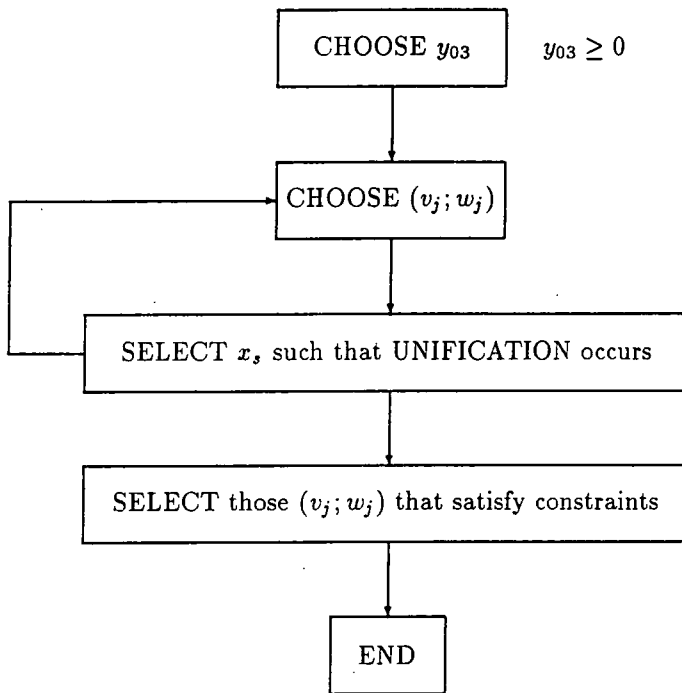 CHOOSE y₀₃ y₀₃ ≥ 0
CHOOSE (vⱼ; wⱼ)
SELECT xₛ such that UNIFICATION occurs
SELECT those (vⱼ; wⱼ) that satisfy constraints
END